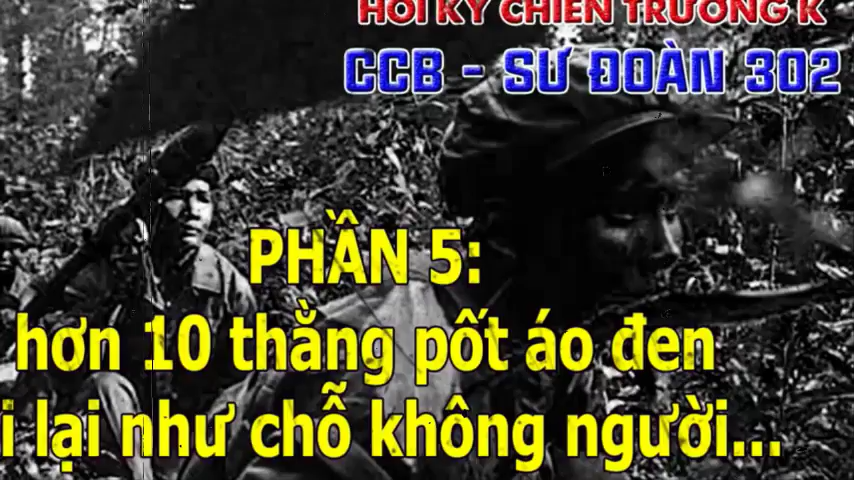 HỒI KÝ CHIẾN TRƯỜNG K
CCB - SƯ ĐOÀN 302
PHẦN 5:
hơn 10 thằng pốt áo đen
i lại như chỗ không người...